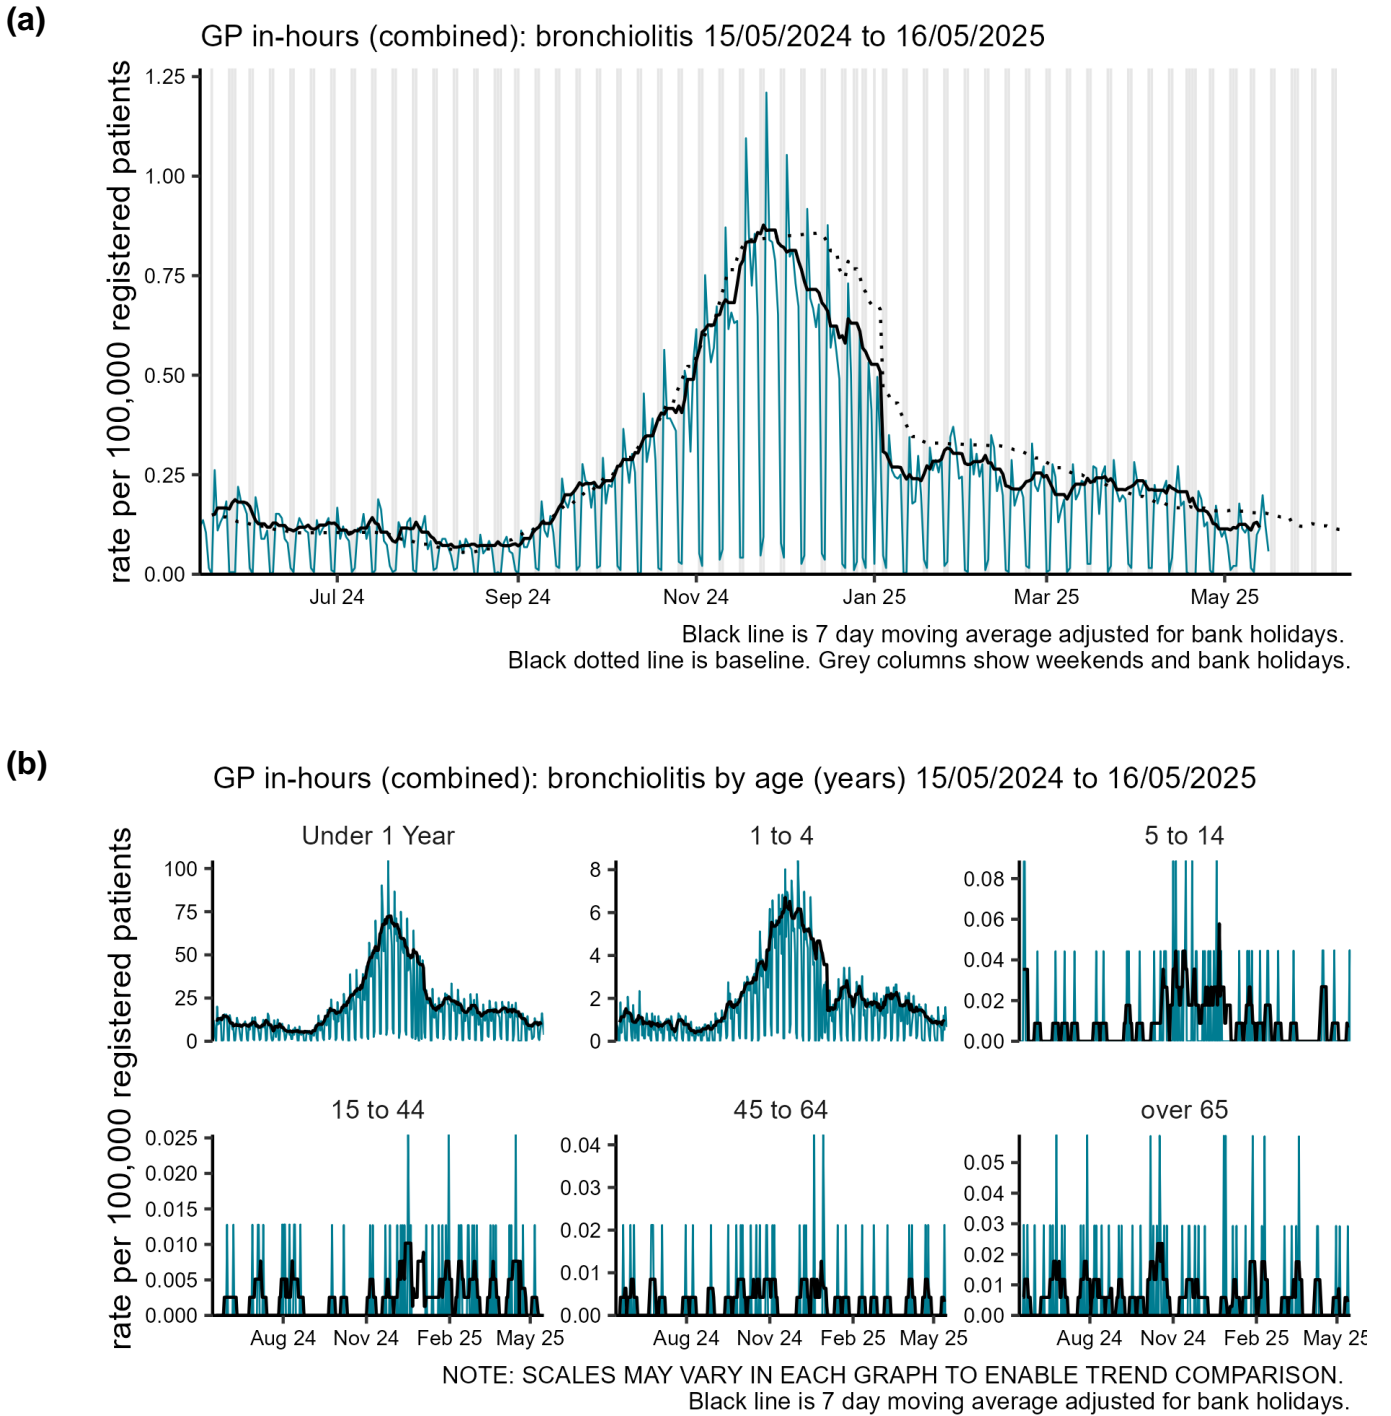 (a)
GP in-hours (combined): bronchiolitis 15/05/2024 to 16/05/2025
rate per 100,000 registered patients
1.25
1.00
0.75
0.50
0.25
0.00
Jul 24 Sep 24 Nov 24 Jan 25 Mar 25 May 25
Black line is 7 day moving average adjusted for bank holidays.
Black dotted line is baseline. Grey columns show weekends and bank holidays.
(b)
GP in-hours (combined): bronchiolitis by age (years) 15/05/2024 to 16/05/2025
rate per 100,000 registered patients
Under 1 Year
100
75
50
25
0
1 to 4
8
6
4
2
0
5 to 14
0.08
0.06
0.04
0.02
0.00
15 to 44
0.025
0.020
0.015
0.010
0.005
0.000
Aug 24 Nov 24 Feb 25 May 25
45 to 64
0.04
0.03
0.02
0.01
0.00
Aug 24 Nov 24 Feb 25 May 25
over 65
0.05
0.04
0.03
0.02
0.01
0.00
Aug 24 Nov 24 Feb 25 May 25
NOTE: SCALES MAY VARY IN EACH GRAPH TO ENABLE TREND COMPARISON.
Black line is 7 day moving average adjusted for bank holidays.